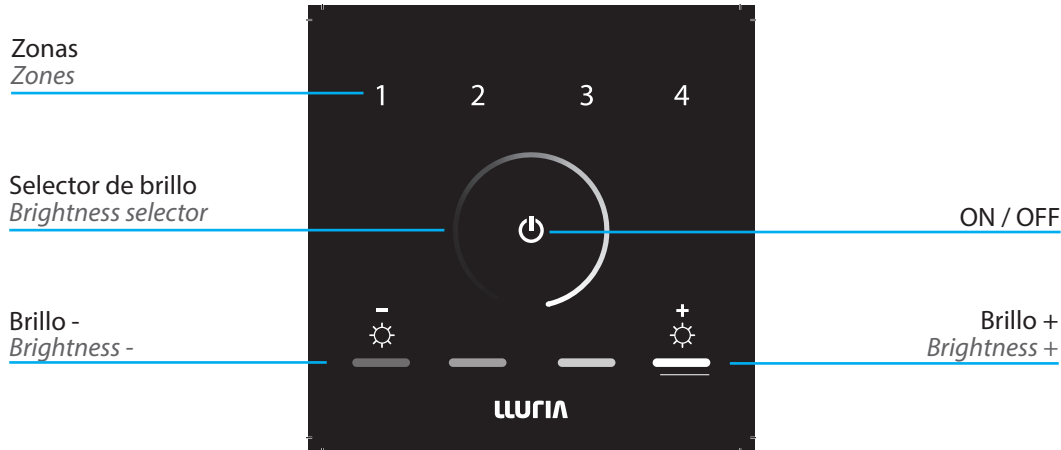 Zonas
Zones
1 2 3 4
Selector de brillo
Brightness selector
ON / OFF
- +
Brillo -
Brightness -
Brillo +
Brightness +
LLURIA